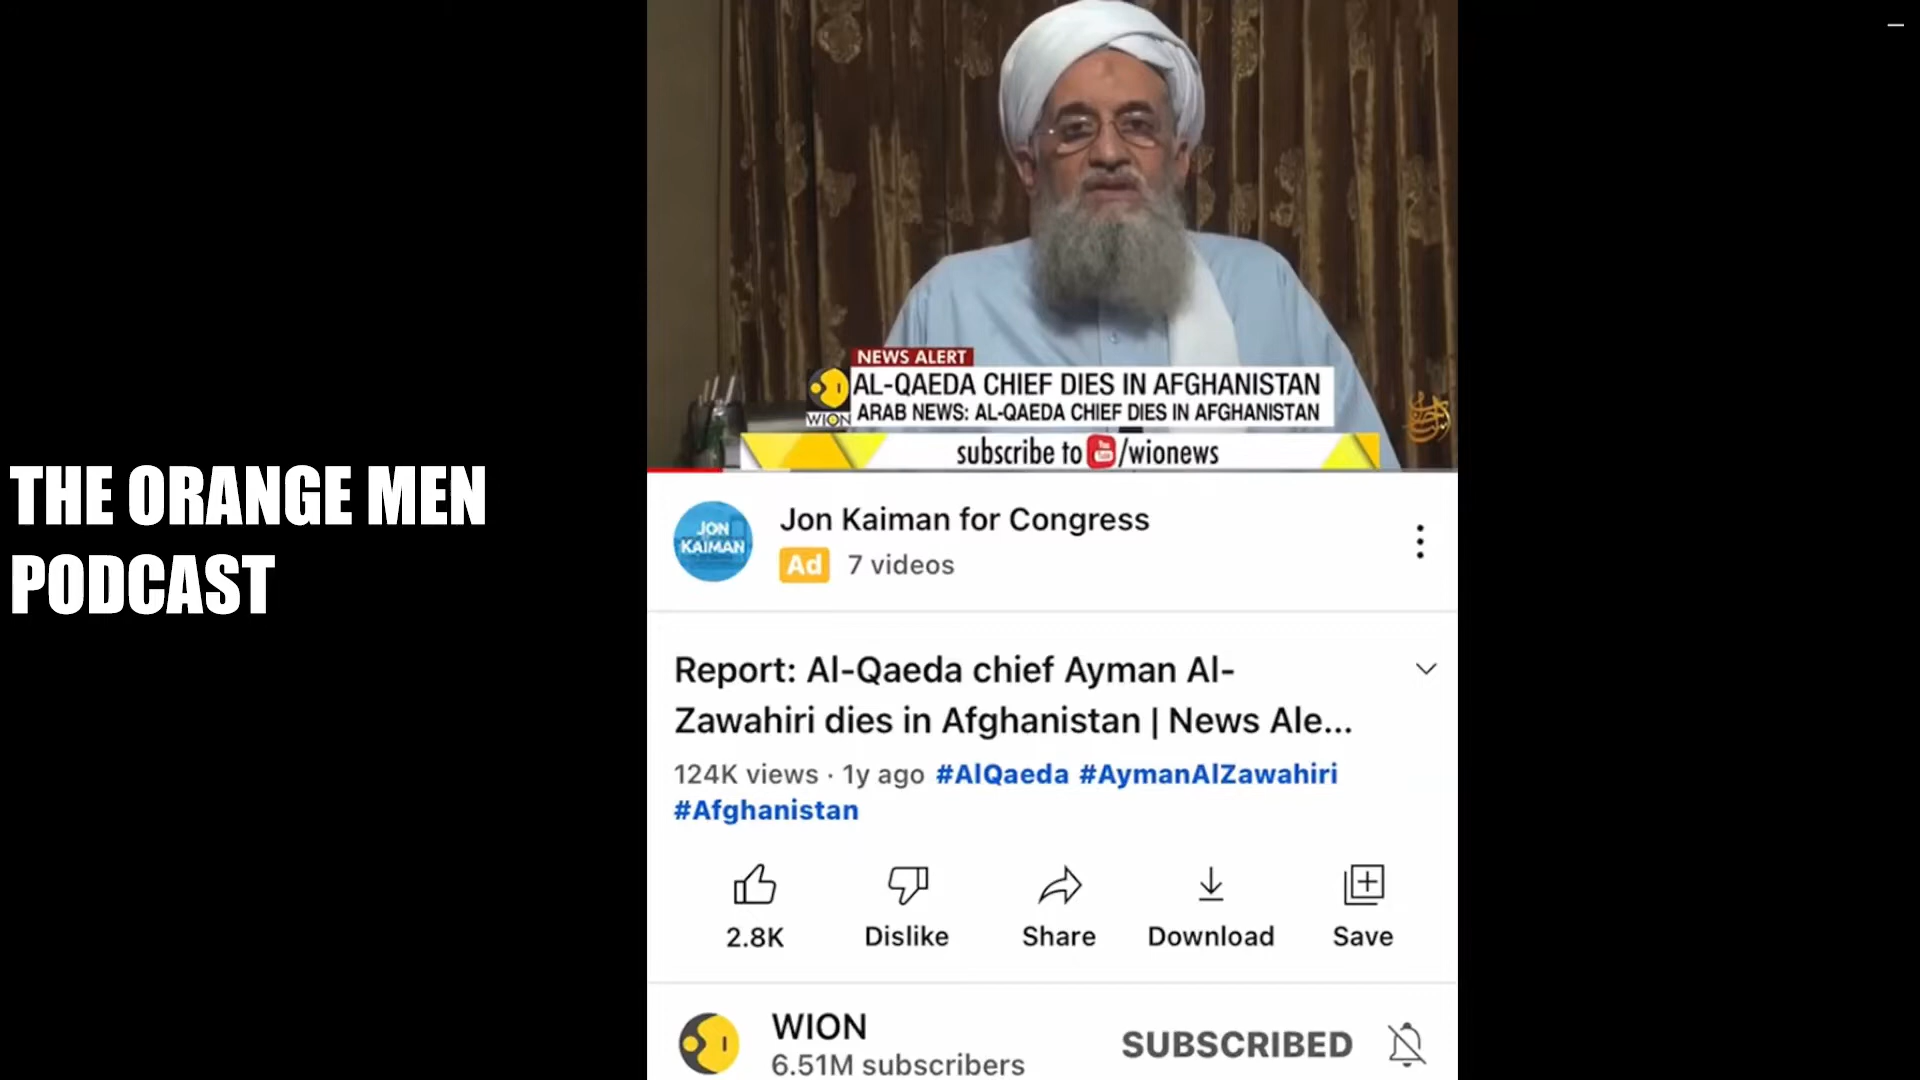 THE ORANGE MEN
PODCAST
NEWS ALERT
AL-QAEDA CHIEF DIES IN AFGHANISTAN
ARAB NEWS: AL-QAEDA CHIEF DIES IN AFGHANISTAN
WION
subscribe to /wionews
JON
KAIMAN
Jon Kaiman for Congress
Ad 7 videos
Report: Al-Qaeda chief Ayman Al-
Zawahiri dies in Afghanistan | News Ale...
124K views · 1y ago #AlQaeda #AymanAlZawahiri
#Afghanistan
2.8K Dislike Share Download Save
WION
6.51M subscribers
SUBSCRIBED